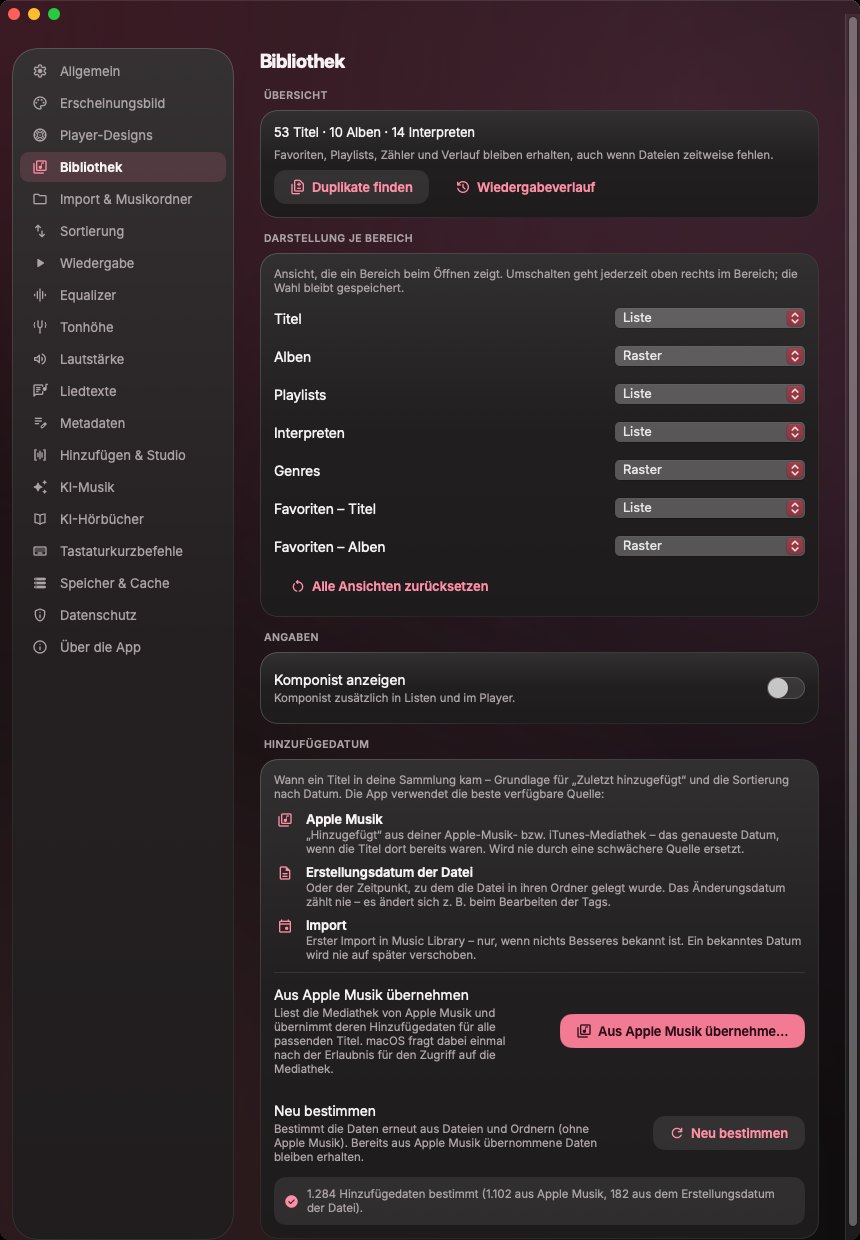 Allgemein
Erscheinungsbild
Player-Designs
Bibliothek
Import & Musikordner
Sortierung
Wiedergabe
Equalizer
Tonhöhe
Lautstärke
Liedtexte
Metadaten
Hinzufügen & Studio
KI-Musik
KI-Hörbücher
Tastaturkurzbefehle
Speicher & Cache
Datenschutz
Über die App
Bibliothek
ÜBERSICHT
53 Titel · 10 Alben · 14 Interpreten
Favoriten, Playlists, Zähler und Verlauf bleiben erhalten, auch wenn Dateien zeitweise fehlen.
Duplikate finden
Wiedergabeverlauf
DARSTELLUNG JE BEREICH
Ansicht, die ein Bereich beim Öffnen zeigt. Umschalten geht jederzeit oben rechts im Bereich; die
Wahl bleibt gespeichert.
Titel Liste
Alben Raster
Playlists Liste
Interpreten Liste
Genres Raster
Favoriten – Titel Liste
Favoriten – Alben Raster
Alle Ansichten zurücksetzen
ANGABEN
Komponist anzeigen
Komponist zusätzlich in Listen und im Player.
HINZUFÜGEDATUM
Wann ein Titel in deine Sammlung kam – Grundlage für „Zuletzt hinzugefügt“ und die Sortierung
nach Datum. Die App verwendet die beste verfügbare Quelle:
Apple Musik
„Hinzugefügt“ aus deiner Apple-Musik- bzw. iTunes-Mediathek – das genaueste Datum,
wenn die Titel dort bereits waren. Wird nie durch eine schwächere Quelle ersetzt.
Erstellungsdatum der Datei
Oder der Zeitpunkt, zu dem die Datei in ihren Ordner gelegt wurde. Das Änderungsdatum
zählt nie – es ändert sich z. B. beim Bearbeiten der Tags.
Import
Erster Import in Music Library – nur, wenn nichts Besseres bekannt ist. Ein bekanntes Datum
wird nie auf später verschoben.
Aus Apple Musik übernehmen
Liest die Mediathek von Apple Musik und
übernimmt deren Hinzufügedaten für alle
passenden Titel. macOS fragt dabei einmal
nach der Erlaubnis für den Zugriff auf die
Mediathek.
Aus Apple Musik übernehme...
Neu bestimmen
Bestimmt die Daten erneut aus Dateien und Ordnern (ohne
Apple Musik). Bereits aus Apple Musik übernommene Daten
bleiben erhalten.
Neu bestimmen
1.284 Hinzufügedaten bestimmt (1.102 aus Apple Musik, 182 aus dem Erstellungsdatum
der Datei).